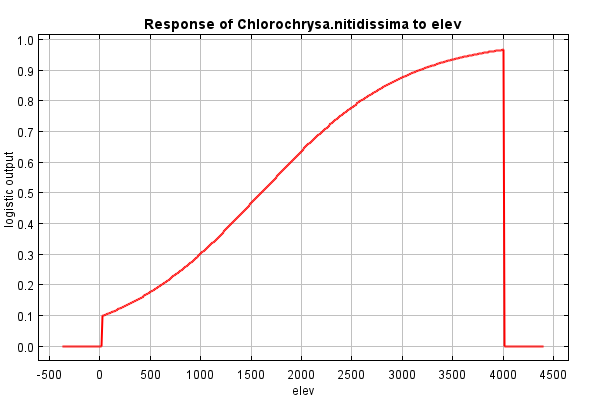 Response of Chlorochrysa.nitidissima to elev
1.0
0.9
0.8
0.7
0.6
0.5
0.4
0.3
0.2
0.1
0.0
logistic output
-500 0 500 1000 1500 2000 2500 3000 3500 4000 4500
elev